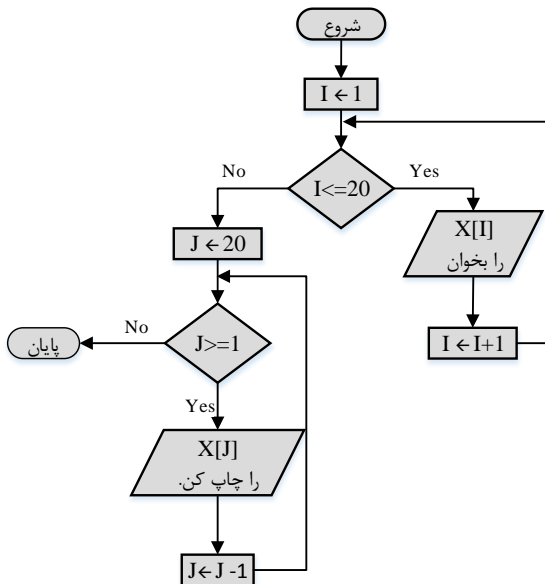 شروع
I ← 1
I<=20
No
Yes
J ← 20
X[I]
را بخوان
I ← I+1
J>=1
No
پایان
Yes
X[J]
را چاپ کن.
J← J -1